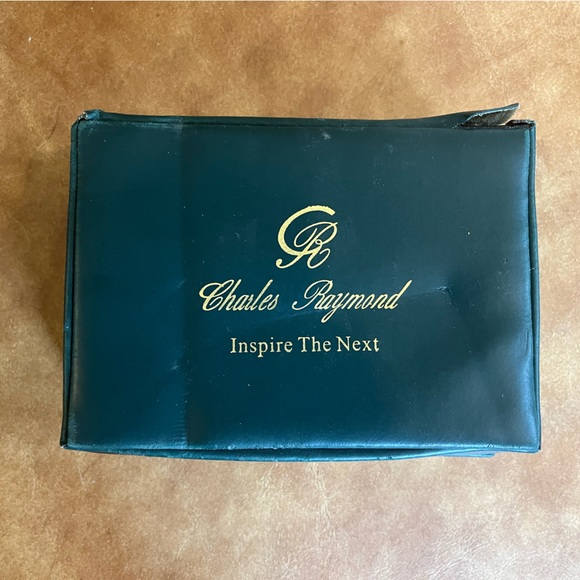 CR
Charles Raymond
Inspire The Next